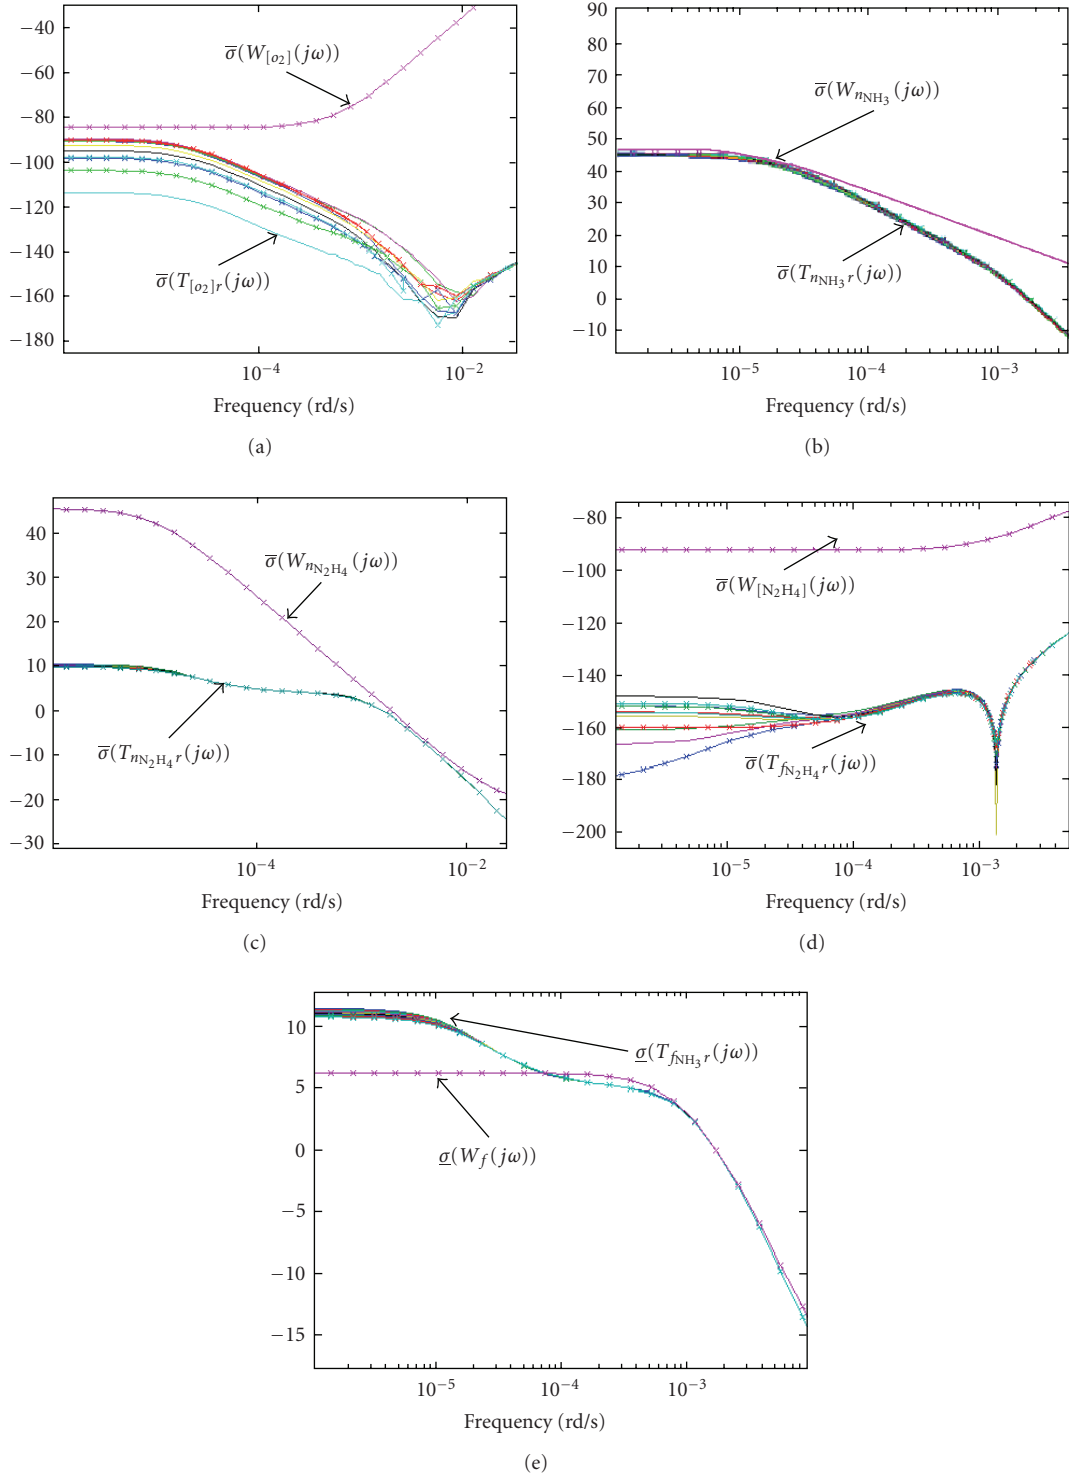 −40
−60
−80
−100
−120
−140
−160
−180
σ̅(W[o₂](jω))
σ̅(T[o₂]r(jω))
10⁻⁴ 10⁻²
Frequency (rd/s)
(a)
90
80
70
60
50
40
30
20
10
0
−10
σ̅(WnNH₃(jω))
σ̅(TnNH₃r(jω))
10⁻⁵ 10⁻⁴ 10⁻³
Frequency (rd/s)
(b)
40
30
20
10
0
−10
−20
−30
σ̅(WnN₂H₄(jω))
σ̅(TnN₂H₄r(jω))
10⁻⁴ 10⁻²
Frequency (rd/s)
(c)
−80
−100
−120
−140
−160
−180
−200
σ̅(W[N₂H₄](jω))
σ̅(TfN₂H₄r(jω))
10⁻⁵ 10⁻⁴ 10⁻³
Frequency (rd/s)
(d)
10
5
0
−5
−10
−15
σ̲(TfNH₃r(jω))
σ̲(Wf(jω))
10⁻⁵ 10⁻⁴ 10⁻³
Frequency (rd/s)
(e)